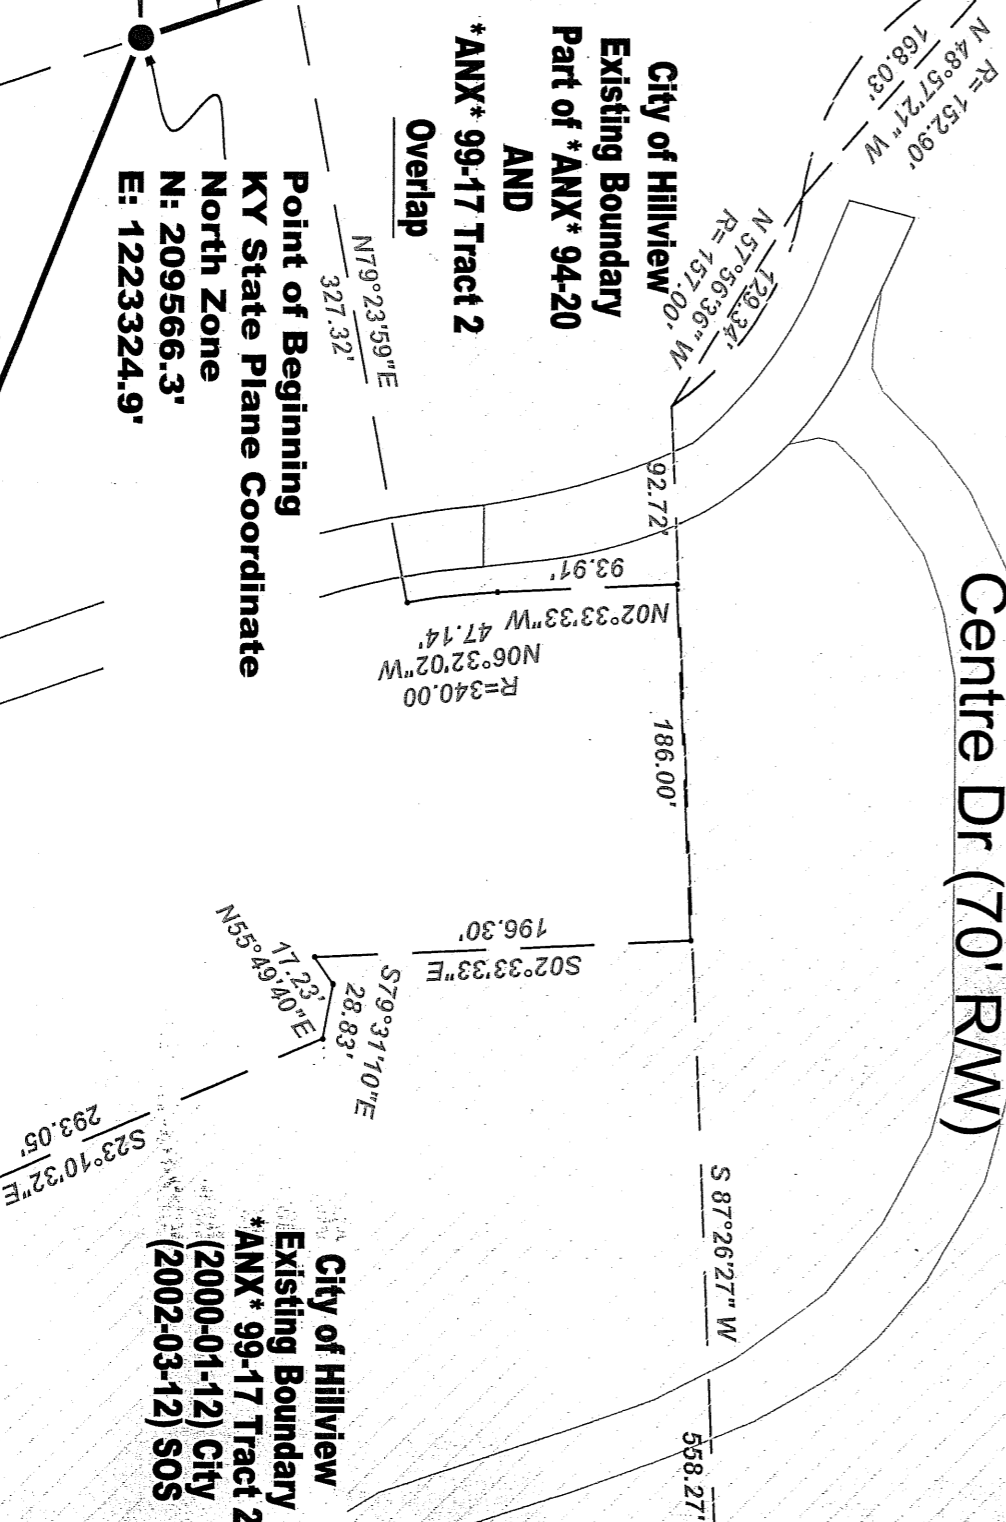 R= 152.90'
N 48°57'21" W
168.03'
City of Hillview
Existing Boundary
Part of *ANX* 94-20
AND
*ANX* 99-17 Tract 2
Overlap
129.34'
N 57°56'36" W
R= 157.00'
N79°23'59"E
327.32'
Point of Beginning
KY State Plane Coordinate
North Zone
N: 209566.3'
E: 1223324.9'
92.72'
93.91'
N02°33'33"W
47.14'
N06°32'02"W
R=340.00
186.00'
Centre Dr (70' R/W)
196.30'
S02°33'33"E
S79°31'10"E
28.83'
17.23'
N55°49'40"E
293.05'
S23°10'32"E
S 87°26'27" W
558.27'
City of Hillview
Existing Boundary
*ANX* 99-17 Tract 2
(2000-01-12) City
(2002-03-12) SOS